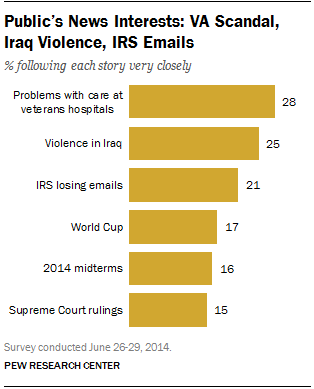 Public's News Interests: VA Scandal,
Iraq Violence, IRS Emails
% following each story very closely
Problems with care at
veterans hospitals
28
Violence in Iraq
25
IRS losing emails
21
World Cup
17
2014 midterms
16
Supreme Court rulings
15
Survey conducted June 26-29, 2014.
PEW RESEARCH CENTER